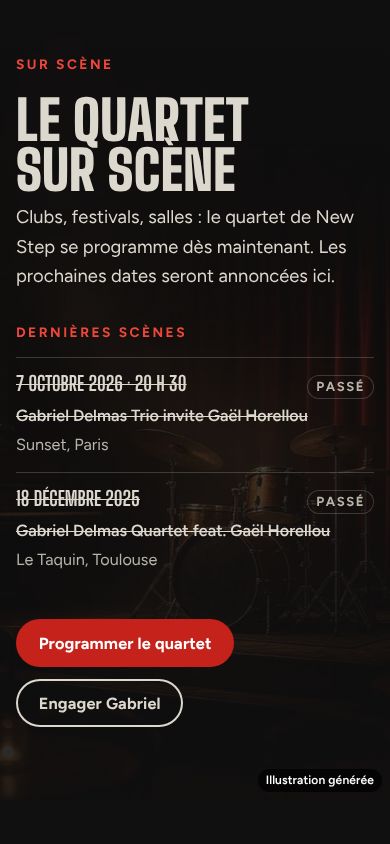 SUR SCÈNE
LE QUARTET
SUR SCÈNE
Clubs, festivals, salles : le quartet de New
Step se programme dès maintenant. Les
prochaines dates seront annoncées ici.
DERNIÈRES SCÈNES
7 OCTOBRE 2026 · 20 H 30
PASSÉ
Gabriel Delmas Trio invite Gaël Horellou
Sunset, Paris
18 DÉCEMBRE 2025
PASSÉ
Gabriel Delmas Quartet feat. Gaël Horellou
Le Taquin, Toulouse
Programmer le quartet
Engager Gabriel
Illustration générée